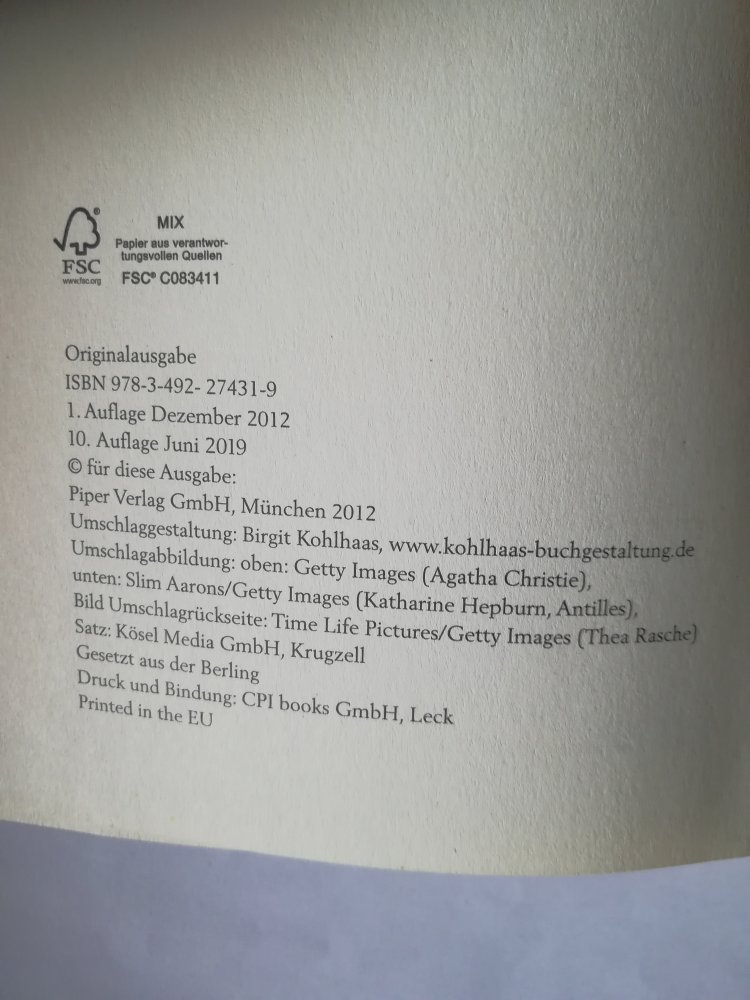 FSC®
www.fsc.org
MIX
Papier aus verantwor-
tungsvollen Quellen
FSC® C083411
Originalausgabe
ISBN 978-3-492- 27431-9
1. Auflage Dezember 2012
10. Auflage Juni 2019
© für diese Ausgabe:
Piper Verlag GmbH, München 2012
Umschlaggestaltung: Birgit Kohlhaas, www.kohlhaas-buchgestaltung.de
Umschlagabbildung: oben: Getty Images (Agatha Christie),
unten: Slim Aarons/Getty Images (Katharine Hepburn, Antilles),
Bild Umschlagrückseite: Time Life Pictures/Getty Images (Thea Rasche)
Satz: Kösel Media GmbH, Krugzell
Gesetzt aus der Berling
Druck und Bindung: CPI books GmbH, Leck
Printed in the EU